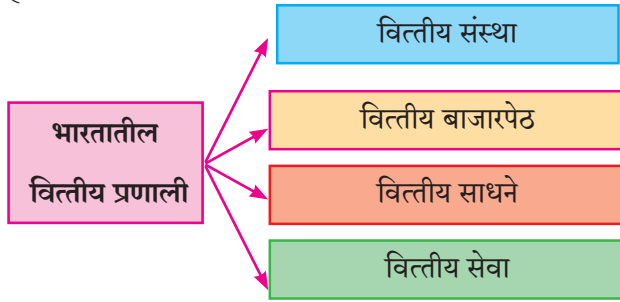 वित्तीय संस्था
भारतातील
वित्तीय प्रणाली
वित्तीय बाजारपेठ
वित्तीय साधने
वित्तीय सेवा